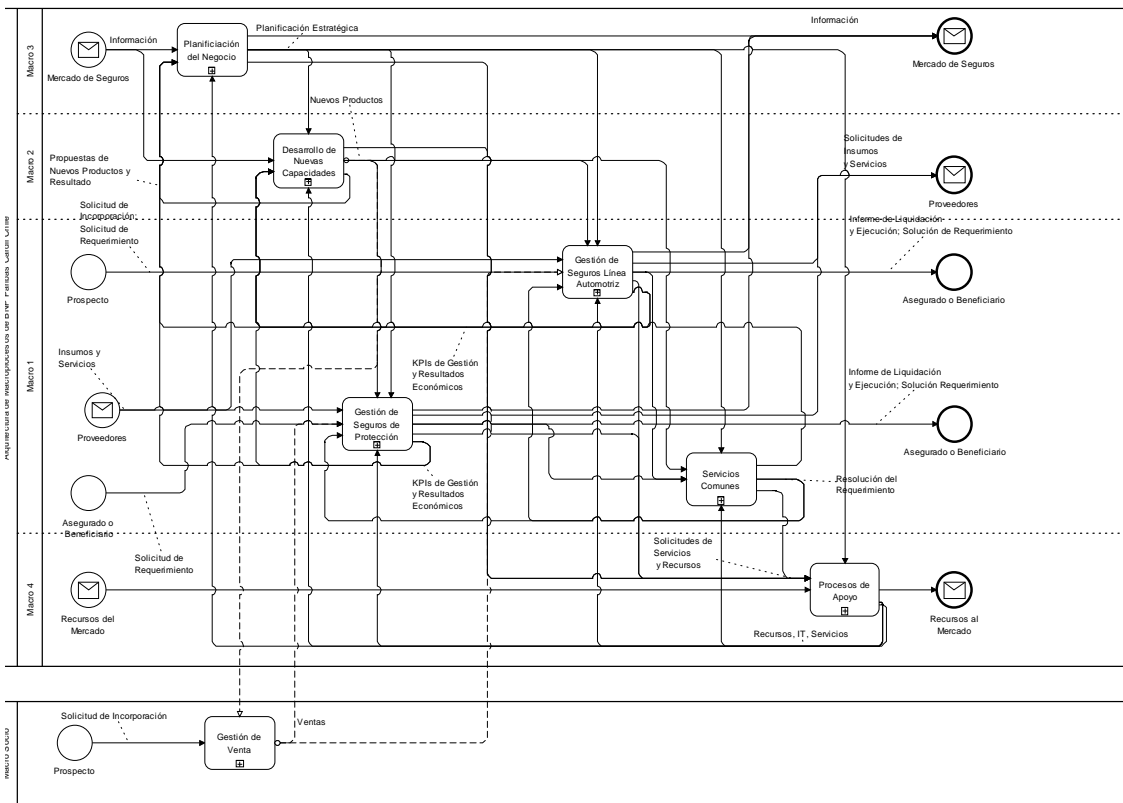 Macro 3
Información
Mercado de Seguros
Planificiación
del Negocio
Planificación Estratégica
Información
Mercado de Seguros
Macro 2
Nuevos Productos
Desarrollo de
Nuevas
Capacidades
Propuestas de
Nuevos Productos y
Resultado
Solicitudes de
Insumos
y Servicios
Proveedores
Macro 1
Solicitud de
Incorporación;
Solicitud de
Requerimiento
Prospecto
Gestión de
Seguros Línea
Automotriz
Informe de Liquidación
y Ejecución; Solución de Requerimiento
Asegurado o Beneficiario
Insumos y
Servicios
Proveedores
KPIs de Gestión
y Resultados
Económicos
Gestión de
Seguros de
Protección
Informe de Liquidación
y Ejecución; Solución Requerimiento
Asegurado o Beneficiario
Asegurado o
Beneficiario
Solicitud de
Requerimiento
KPIs de Gestión
y Resultados
Económicos
Servicios
Comunes
Resolución del
Requerimiento
Macro 4
Recursos del
Mercado
Solicitudes de
Servicios
y Recursos
Procesos de
Apoyo
Recursos, IT, Servicios
Recursos al
Mercado
Solicitud de Incorporación
Prospecto
Gestión de
Venta
Ventas